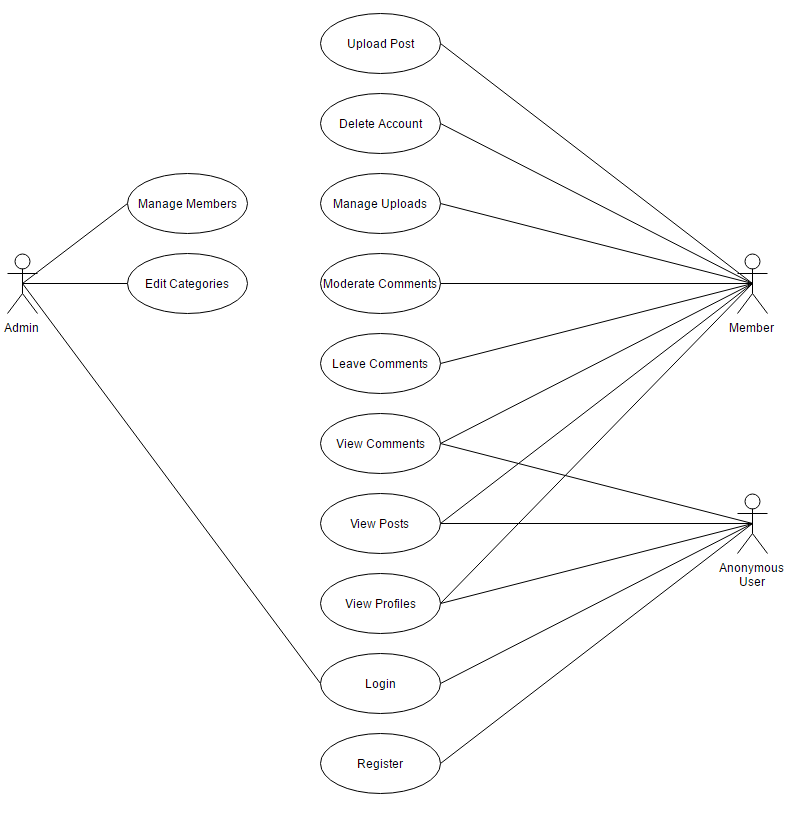 Upload Post
Delete Account
Manage Members
Manage Uploads
Edit Categories
Moderate Comments
Admin
Member
Leave Comments
View Comments
View Posts
Anonymous
User
View Profiles
Login
Register